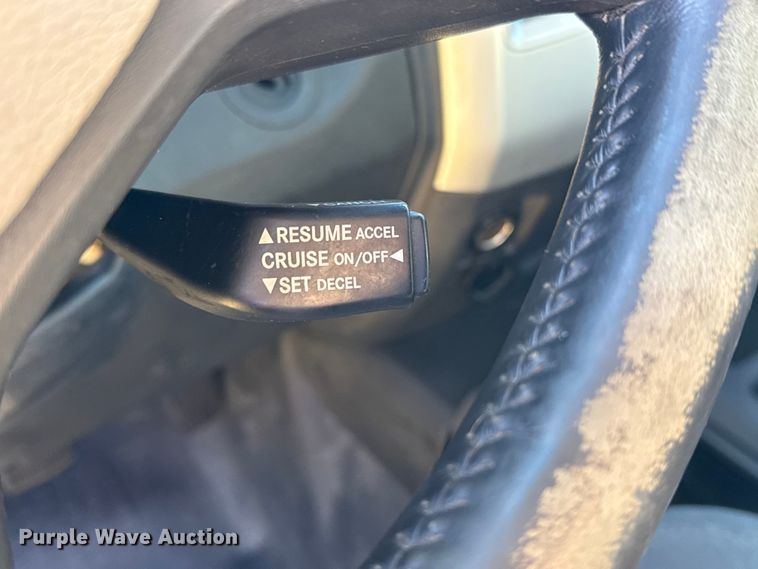 ▲RESUME ACCEL
CRUISE ON/OFF◀
▼SET DECEL
Purple Wave Auction